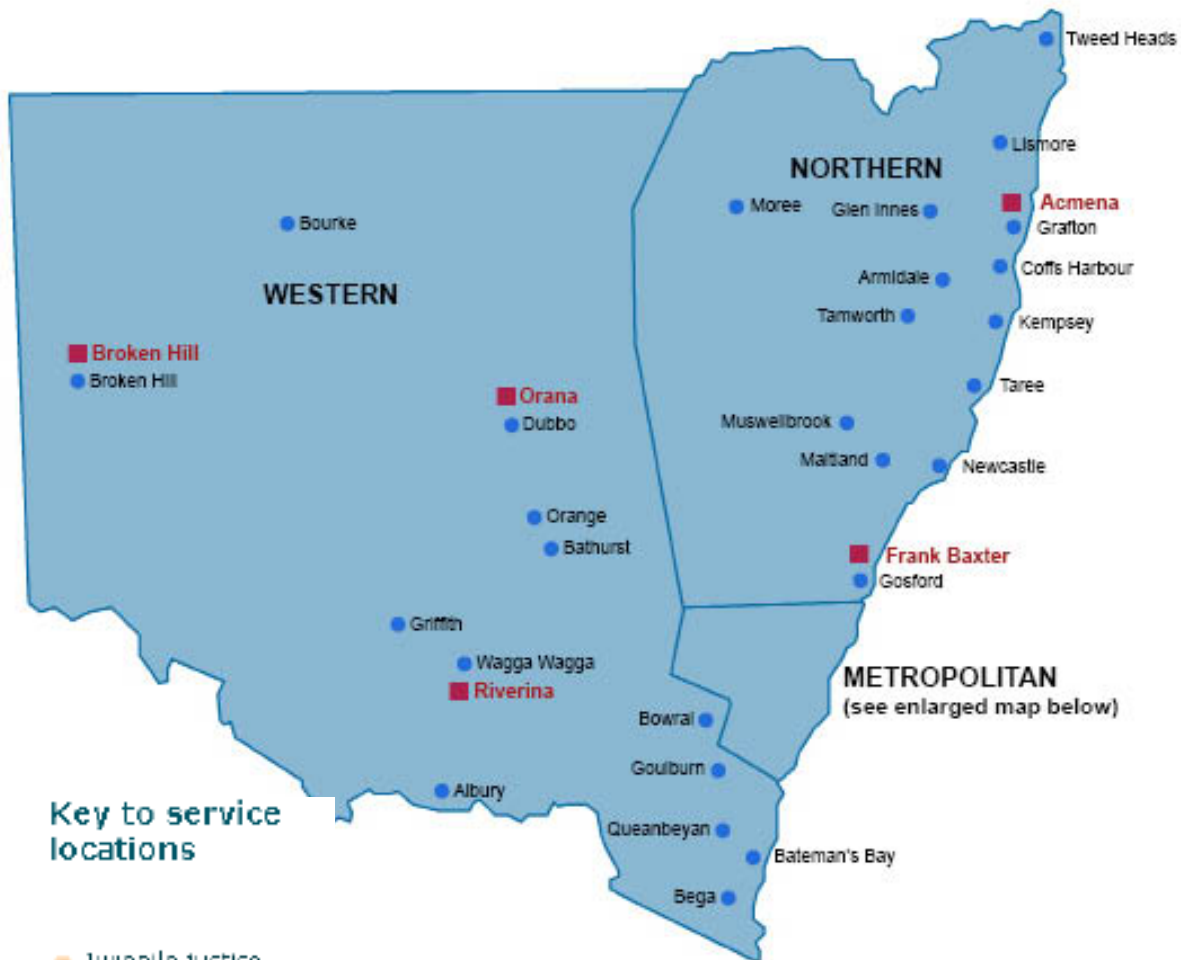 Tweed Heads
Lismore
NORTHERN
Acmena
Moree
Glen Innes
Grafton
Bourke
Coffs Harbour
Armidale
WESTERN
Tamworth
Kempsey
Broken Hill
Broken Hill
Taree
Orana
Dubbo
Muswellbrook
Maitland
Newcastle
Orange
Bathurst
Frank Baxter
Gosford
Griffith
Wagga Wagga
Riverina
METROPOLITAN
(see enlarged map below)
Bowral
Goulburn
Albury
Key to service
locations
Queanbeyan
Bateman's Bay
Bega
Juvenile Justice